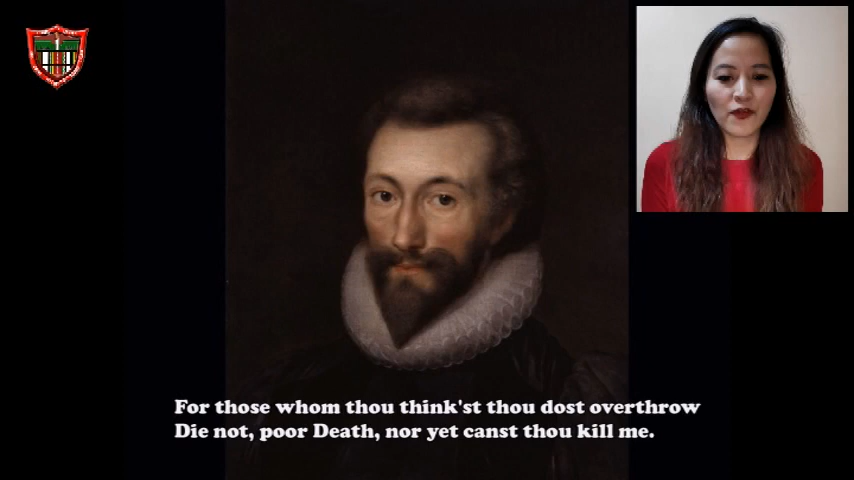 For those whom thou think'st thou dost overthrow
Die not, poor Death, nor yet canst thou kill me.